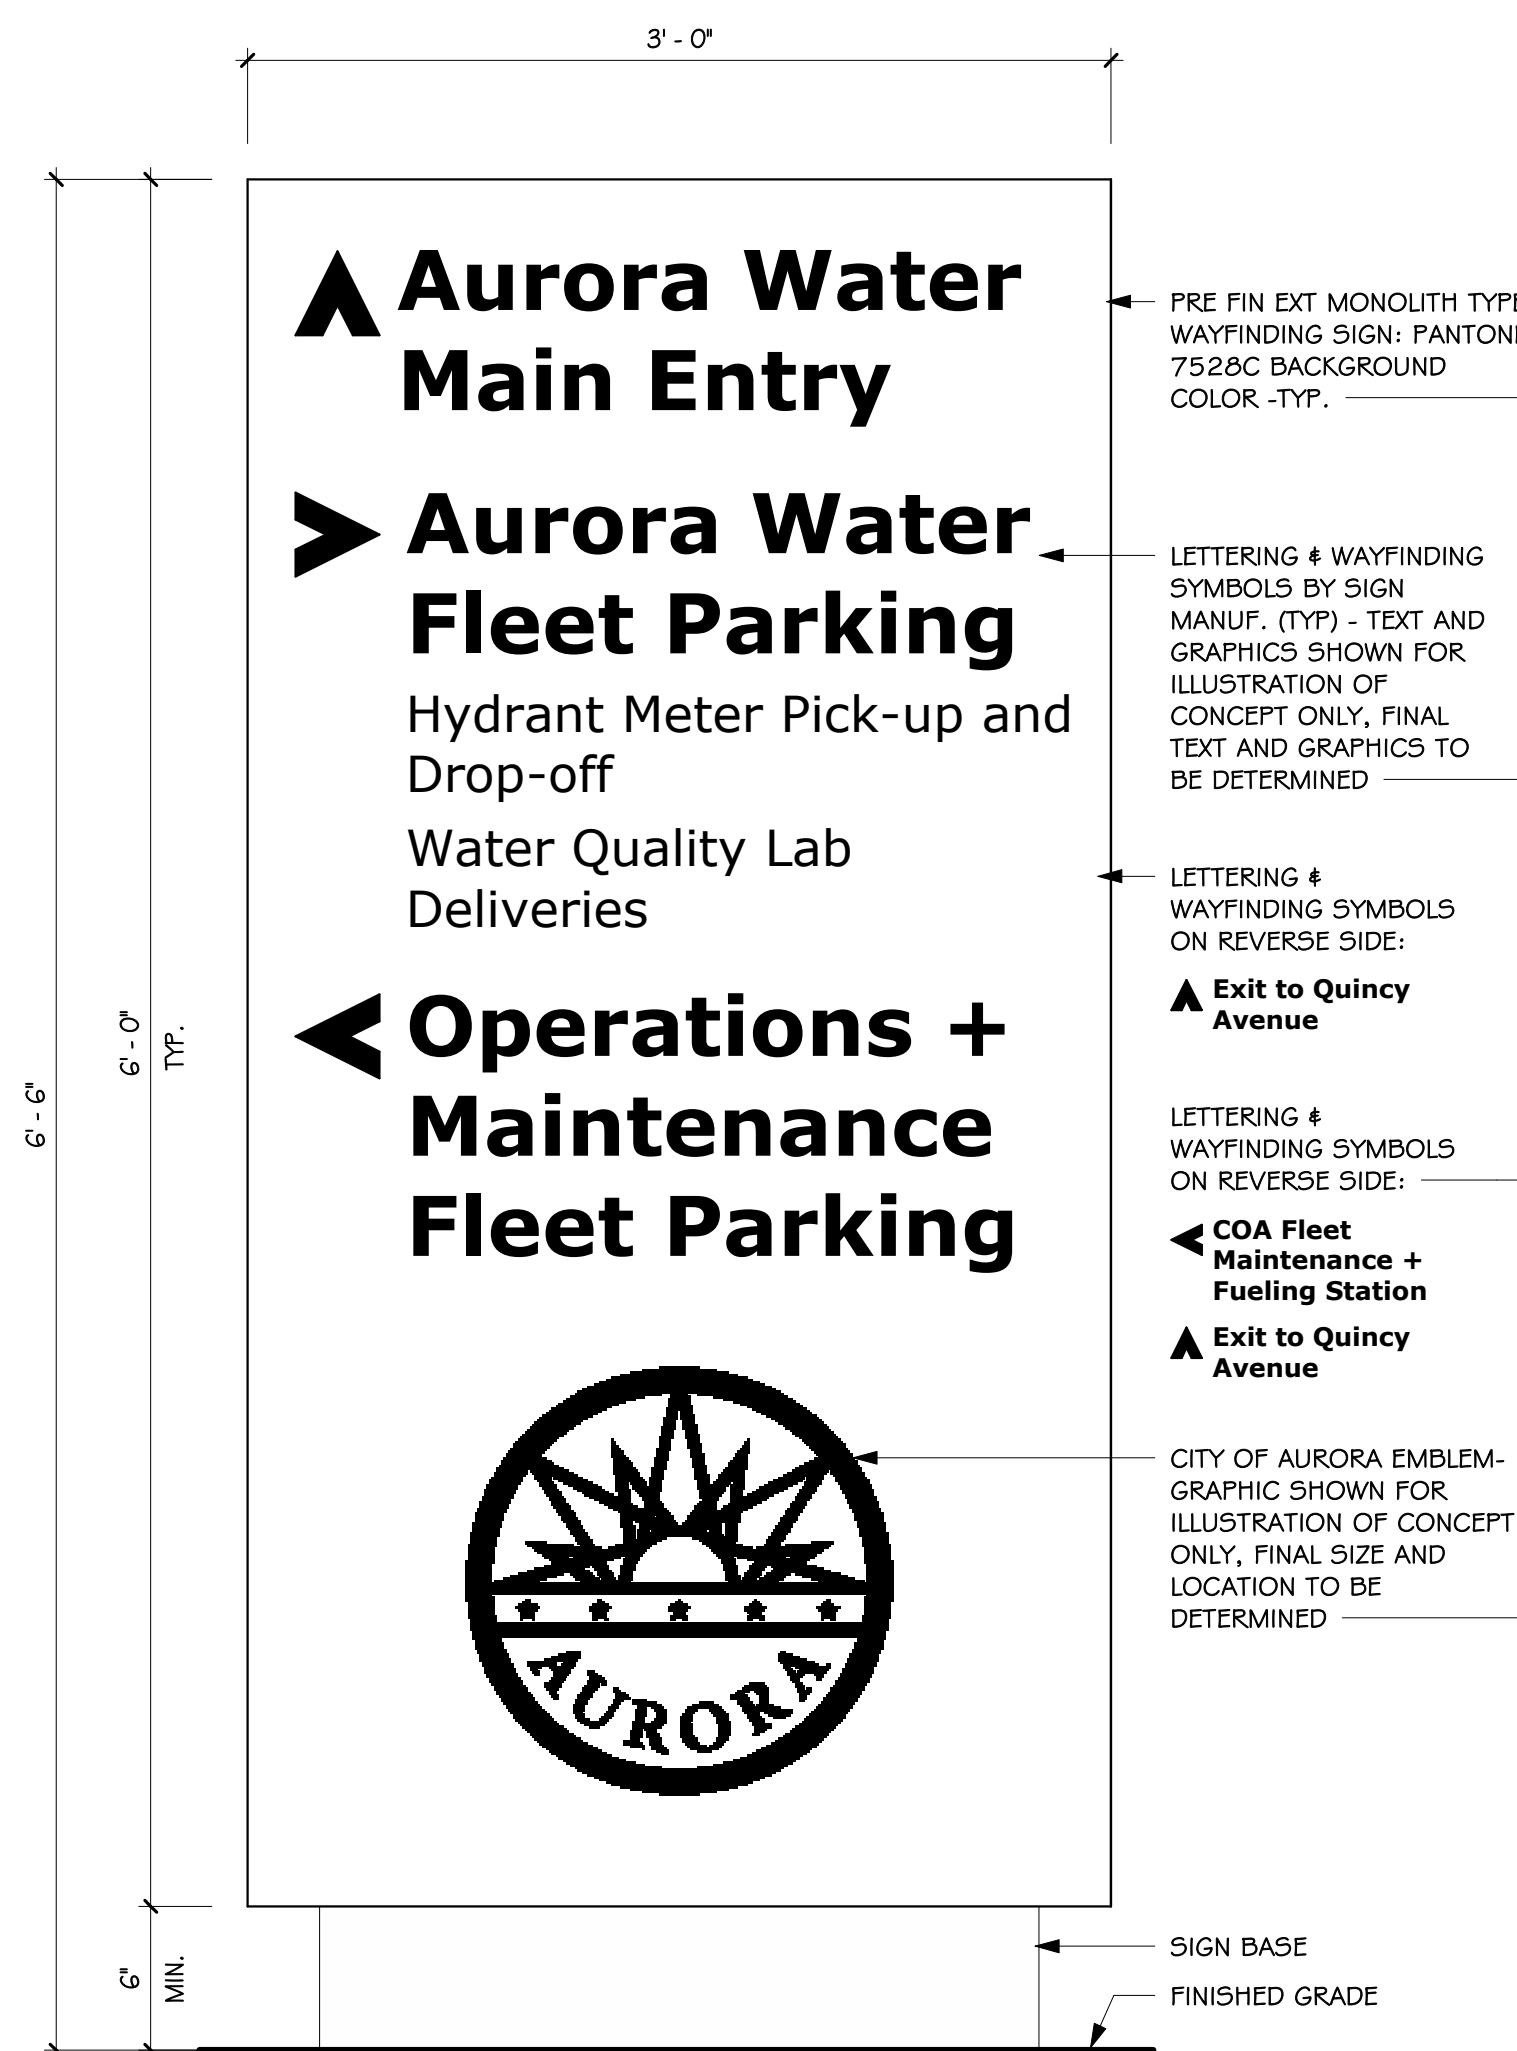 3' - 0"
Aurora Water
Main Entry
Aurora Water
Fleet Parking
Hydrant Meter Pick-up and
Drop-off
Water Quality Lab
Deliveries
Operations +
Maintenance
Fleet Parking
AURORA
6' - 6"
6' - 0"
TYP.
6"
MIN.
PRE FIN EXT MONOLITH TYPE
WAYFINDING SIGN: PANTONE
7528C BACKGROUND
COLOR -TYP.
LETTERING & WAYFINDING
SYMBOLS BY SIGN
MANUF. (TYP) - TEXT AND
GRAPHICS SHOWN FOR
ILLUSTRATION OF
CONCEPT ONLY, FINAL
TEXT AND GRAPHICS TO
BE DETERMINED
LETTERING &
WAYFINDING SYMBOLS
ON REVERSE SIDE:
Exit to Quincy
Avenue
LETTERING &
WAYFINDING SYMBOLS
ON REVERSE SIDE:
COA Fleet
Maintenance +
Fueling Station
Exit to Quincy
Avenue
CITY OF AURORA EMBLEM-
GRAPHIC SHOWN FOR
ILLUSTRATION OF CONCEPT
ONLY, FINAL SIZE AND
LOCATION TO BE
DETERMINED
SIGN BASE
FINISHED GRADE